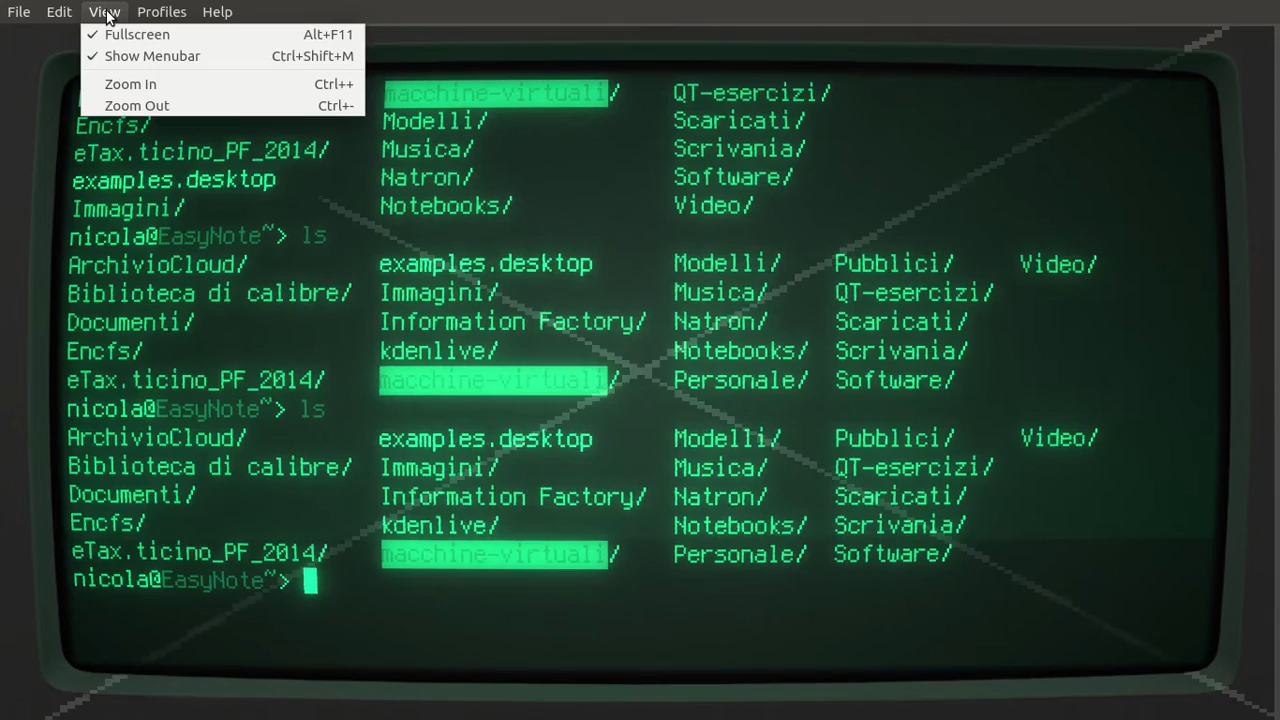 File Edit View Profiles Help
Fullscreen Alt+F11
Show Menubar Ctrl+Shift+M
Zoom In Ctrl++
Zoom Out Ctrl+-
macchine-virtuali/ QT-esercizi/
Encfs/ Modelli/ Scaricati/
eTax.ticino_PF_2014/ Musica/ Scrivania/
examples.desktop Natron/ Software/
Immagini/ Notebooks/ Video/
nicola@EasyNote~> ls
ArchivioCloud/ examples.desktop Modelli/ Pubblici/ Video/
Biblioteca di calibre/ Immagini/ Musica/ QT-esercizi/
Documenti/ Information Factory/ Natron/ Scaricati/
Encfs/ kdenlive/ Notebooks/ Scrivania/
eTax.ticino_PF_2014/ macchine-virtuali/ Personale/ Software/
nicola@EasyNote~> ls
ArchivioCloud/ examples.desktop Modelli/ Pubblici/ Video/
Biblioteca di calibre/ Immagini/ Musica/ QT-esercizi/
Documenti/ Information Factory/ Natron/ Scaricati/
Encfs/ kdenlive/ Notebooks/ Scrivania/
eTax.ticino_PF_2014/ macchine-virtuali/ Personale/ Software/
nicola@EasyNote~>